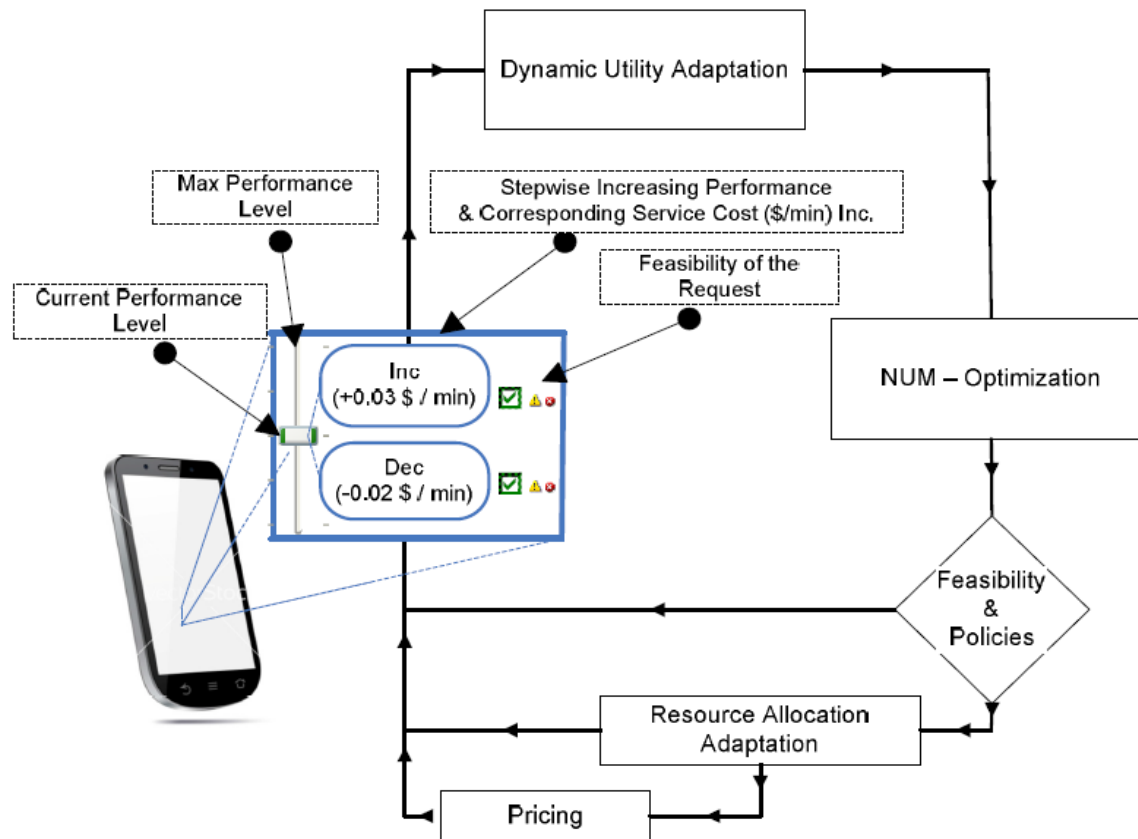 Dynamic Utility Adaptation
Max Performance
Level
Stepwise Increasing Performance
& Corresponding Service Cost ($/min) Inc.
Feasibility of the
Request
Current Performance
Level
Inc
(+0.03 $ / min)
Dec
(-0.02 $ / min)
NUM – Optimization
Feasibility
&
Policies
Resource Allocation
Adaptation
Pricing